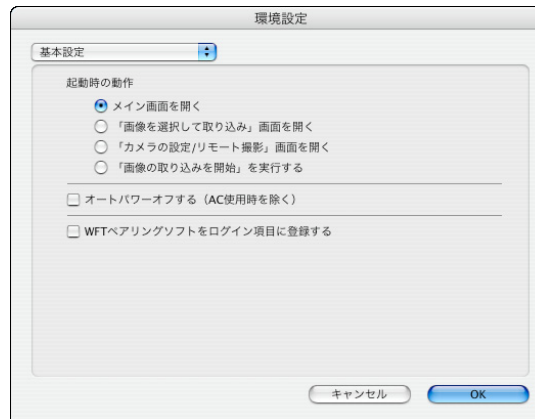 環境設定
基本設定
起動時の動作
メイン画面を開く
「画像を選択して取り込み」画面を開く
「カメラの設定/リモート撮影」画面を開く
「画像の取り込みを開始」を実行する
オートパワーオフする（AC使用時を除く）
WFTペアリングソフトをログイン項目に登録する
キャンセル OK